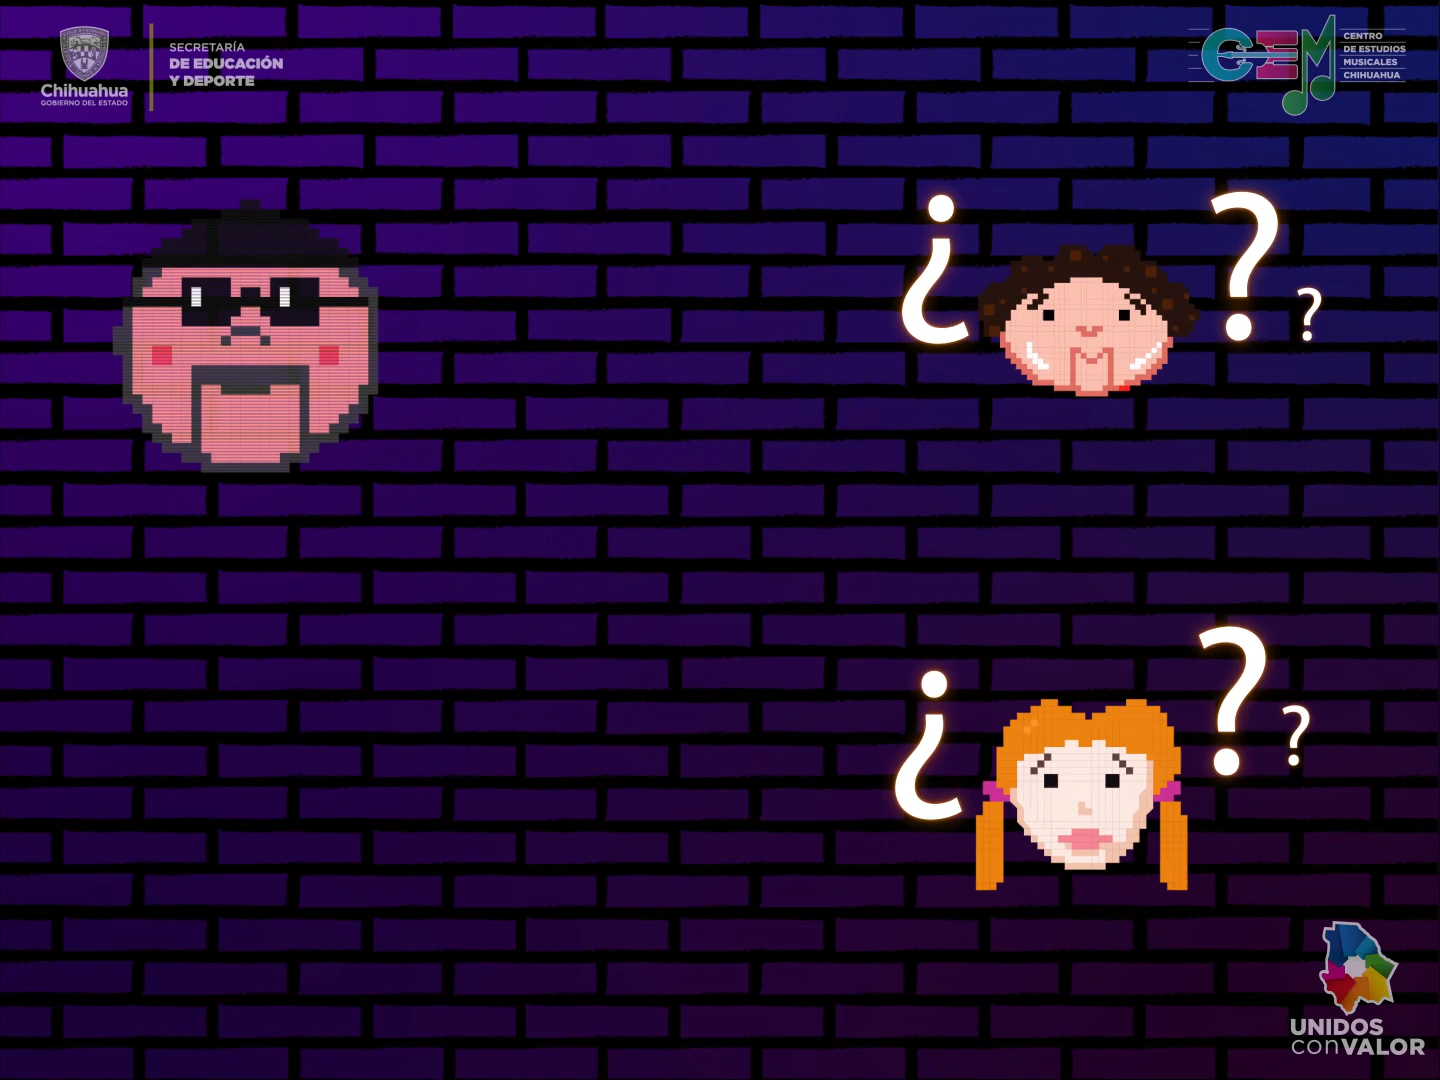 SECRETARÍA
DE EDUCACIÓN
Y DEPORTE
Chihuahua
GOBIERNO DEL ESTADO
CEM
CENTRO
DE ESTUDIOS
MUSICALES
CHIHUAHUA
¿ ? ?
¿ ? ?
UNIDOS
conVALOR